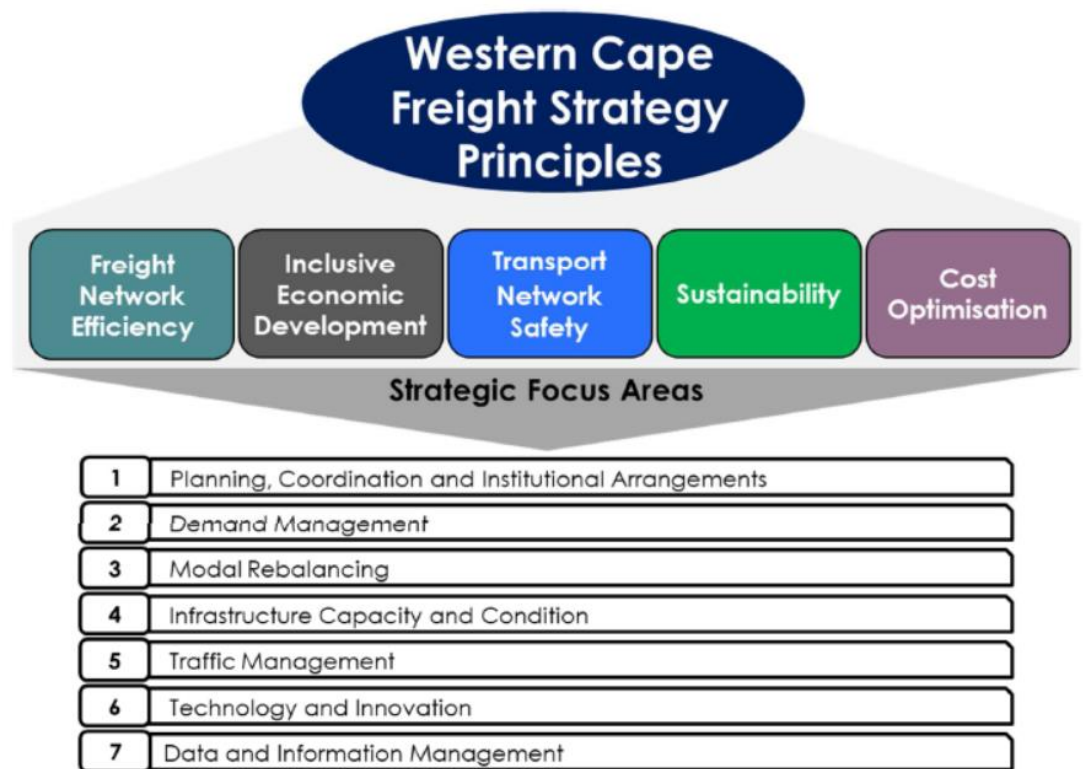 Western Cape
Freight Strategy
Principles
Freight
Network
Efficiency
Inclusive
Economic
Development
Transport
Network
Safety
Sustainability
Cost
Optimisation
Strategic Focus Areas
1 Planning, Coordination and Institutional Arrangements
2 Demand Management
3 Modal Rebalancing
4 Infrastructure Capacity and Condition
5 Traffic Management
6 Technology and Innovation
7 Data and Information Management